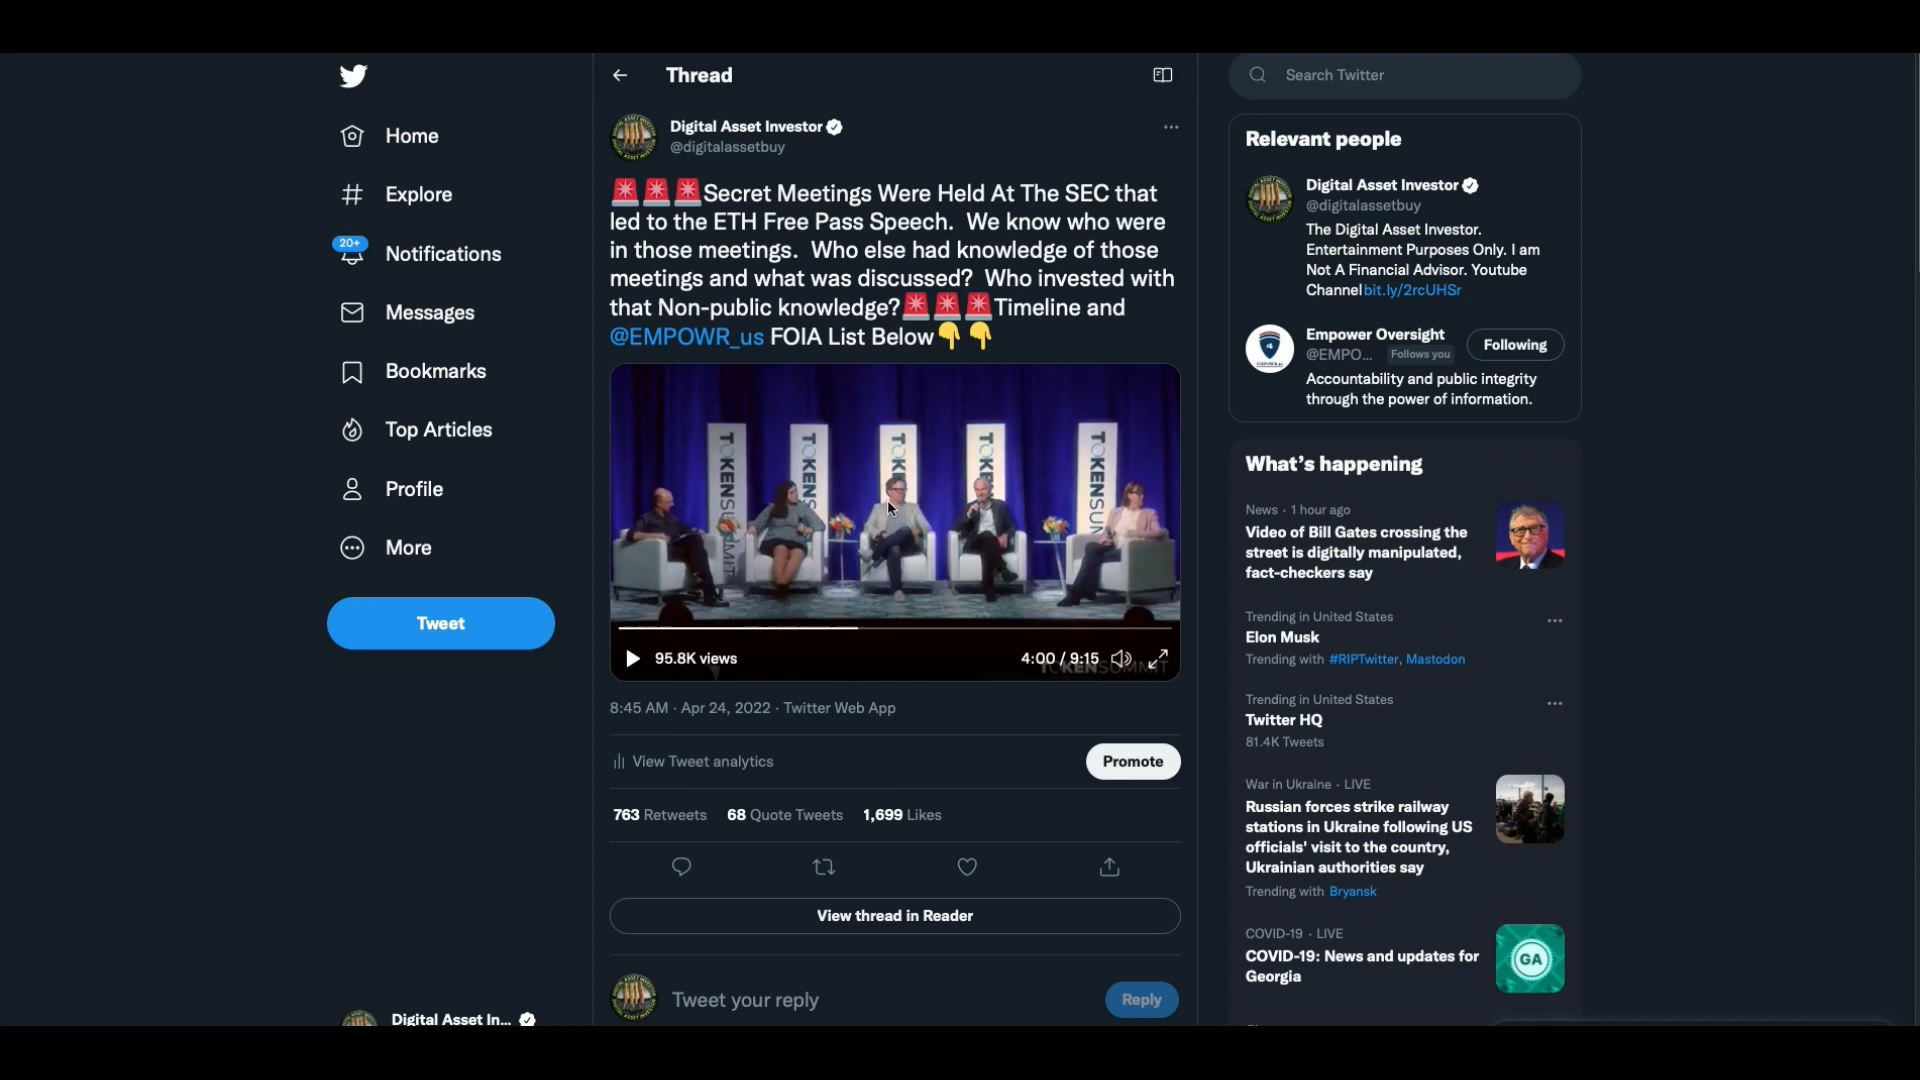 Home
Explore
20+
Notifications
Messages
Bookmarks
Top Articles
Profile
More
Tweet
Digital Asset In...
Thread
Digital Asset Investor
@digitalassetbuy
🚨🚨🚨Secret Meetings Were Held At The SEC that
led to the ETH Free Pass Speech. We know who were
in those meetings. Who else had knowledge of those
meetings and what was discussed? Who invested with
that Non-public knowledge?🚨🚨🚨Timeline and
@EMPOWR_us FOIA List Below👇👇
TOKENSUMMIT
TOKENS
TOKEN
TOKENS
TOKENSUM
95.8K views
4:00 / 9:15
TOKENSUMMIT
8:45 AM · Apr 24, 2022 · Twitter Web App
View Tweet analytics
Promote
763 Retweets 68 Quote Tweets 1,699 Likes
View thread in Reader
Tweet your reply
Reply
Search Twitter
Relevant people
Digital Asset Investor
@digitalassetbuy
The Digital Asset Investor.
Entertainment Purposes Only. I am
Not A Financial Advisor. Youtube
Channel bit.ly/2rcUHSr
Empower Oversight
@EMPO... Follows you
Following
Accountability and public integrity
through the power of information.
What's happening
News · 1 hour ago
Video of Bill Gates crossing the
street is digitally manipulated,
fact-checkers say
Trending in United States
Elon Musk
Trending with #RIPTwitter, Mastodon
Trending in United States
Twitter HQ
81.4K Tweets
War in Ukraine · LIVE
Russian forces strike railway
stations in Ukraine following US
officials' visit to the country,
Ukrainian authorities say
Trending with Bryansk
COVID-19 · LIVE
COVID-19: News and updates for
Georgia
GA